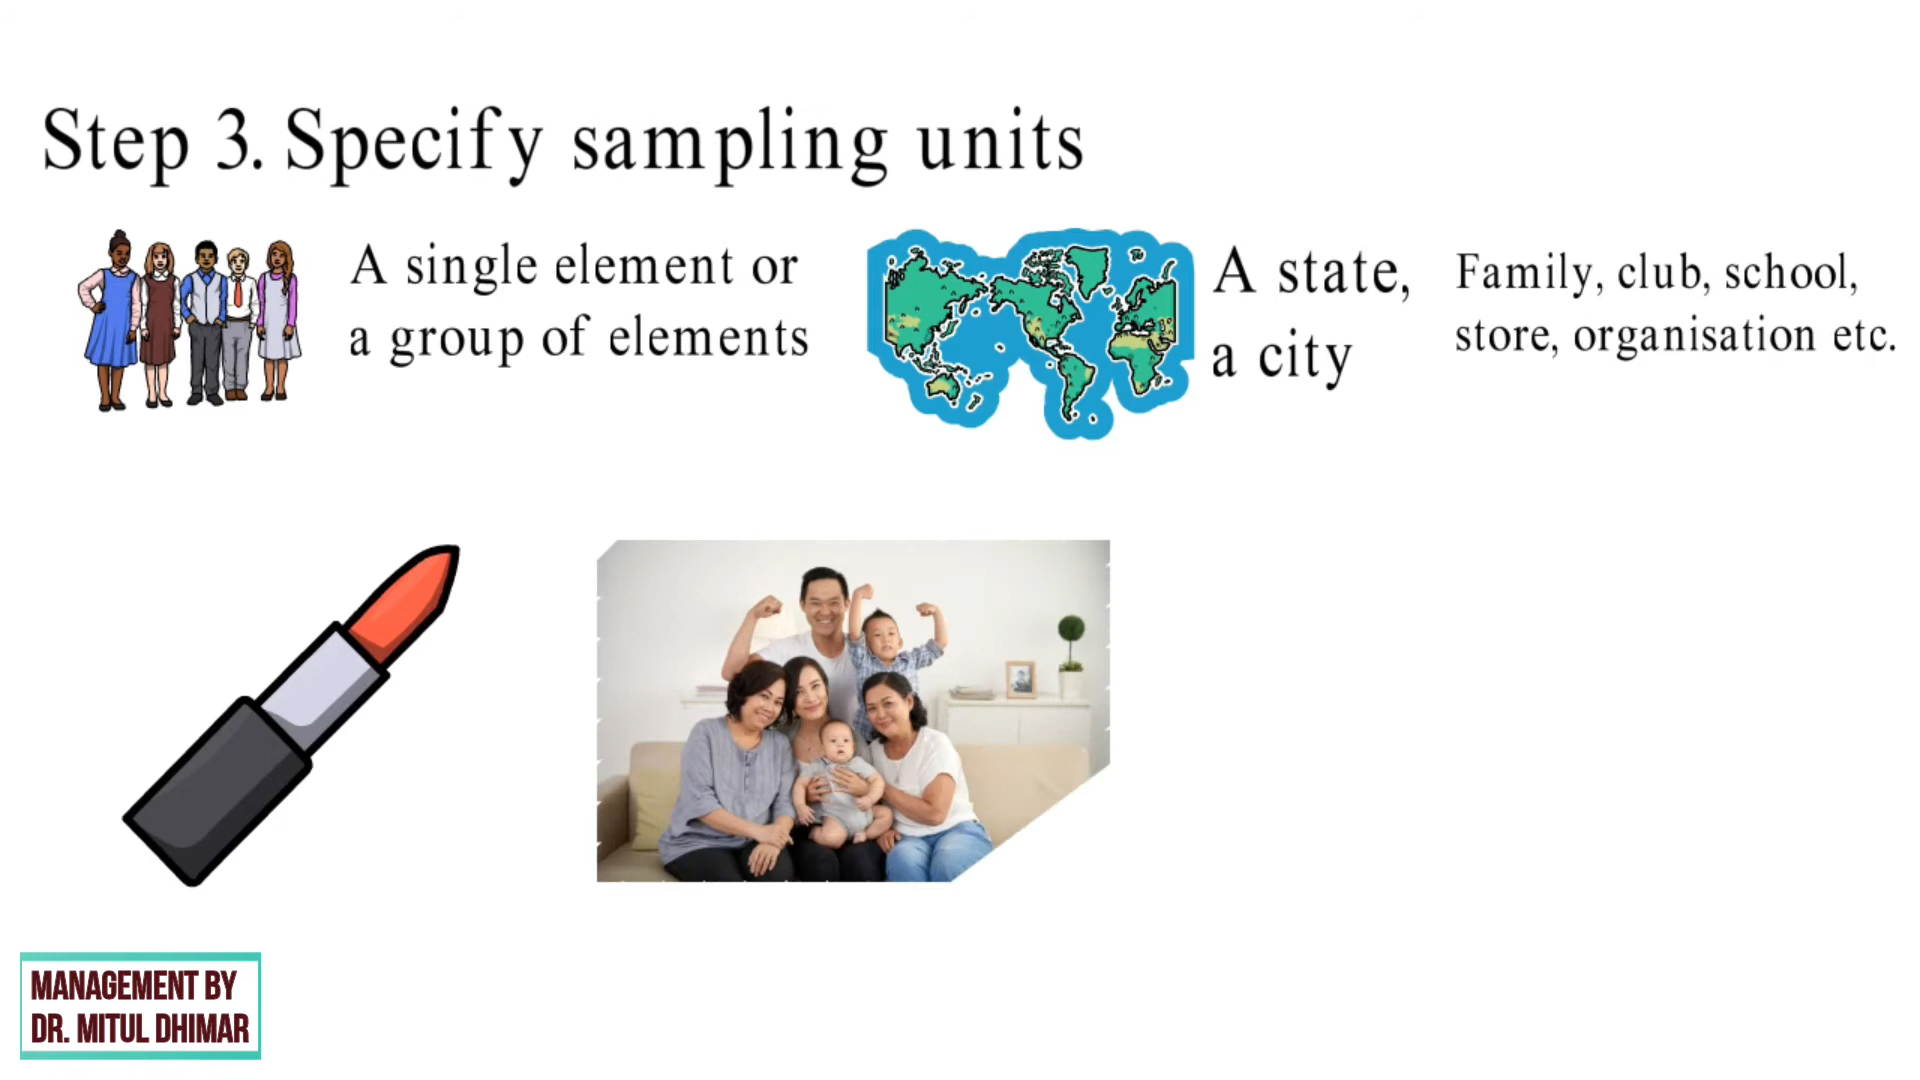 Step 3. Specify sampling units
A single element or
a group of elements
A state,
a city
Family, club, school,
store, organisation etc.
MANAGEMENT BY
DR. MITUL DHIMAR